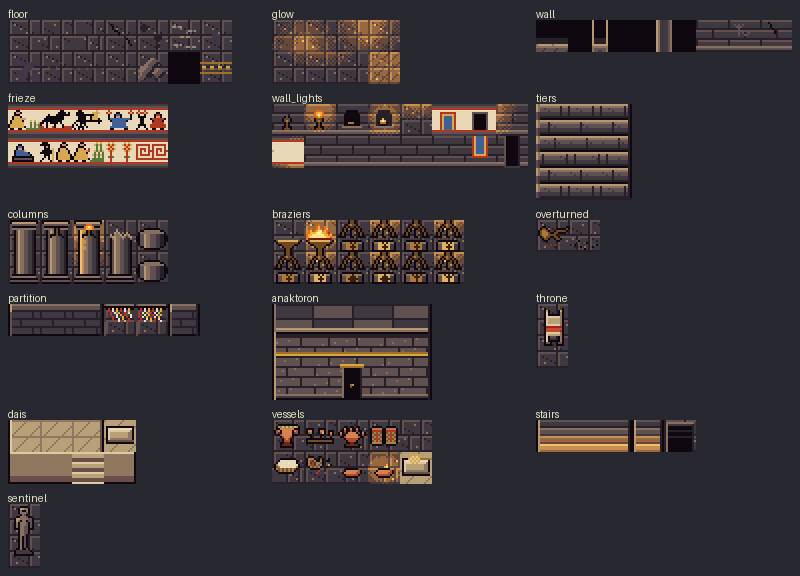 floor glow wall
frieze wall_lights tiers
columns braziers overturned
partition anaktoron throne
dais vessels stairs
sentinel